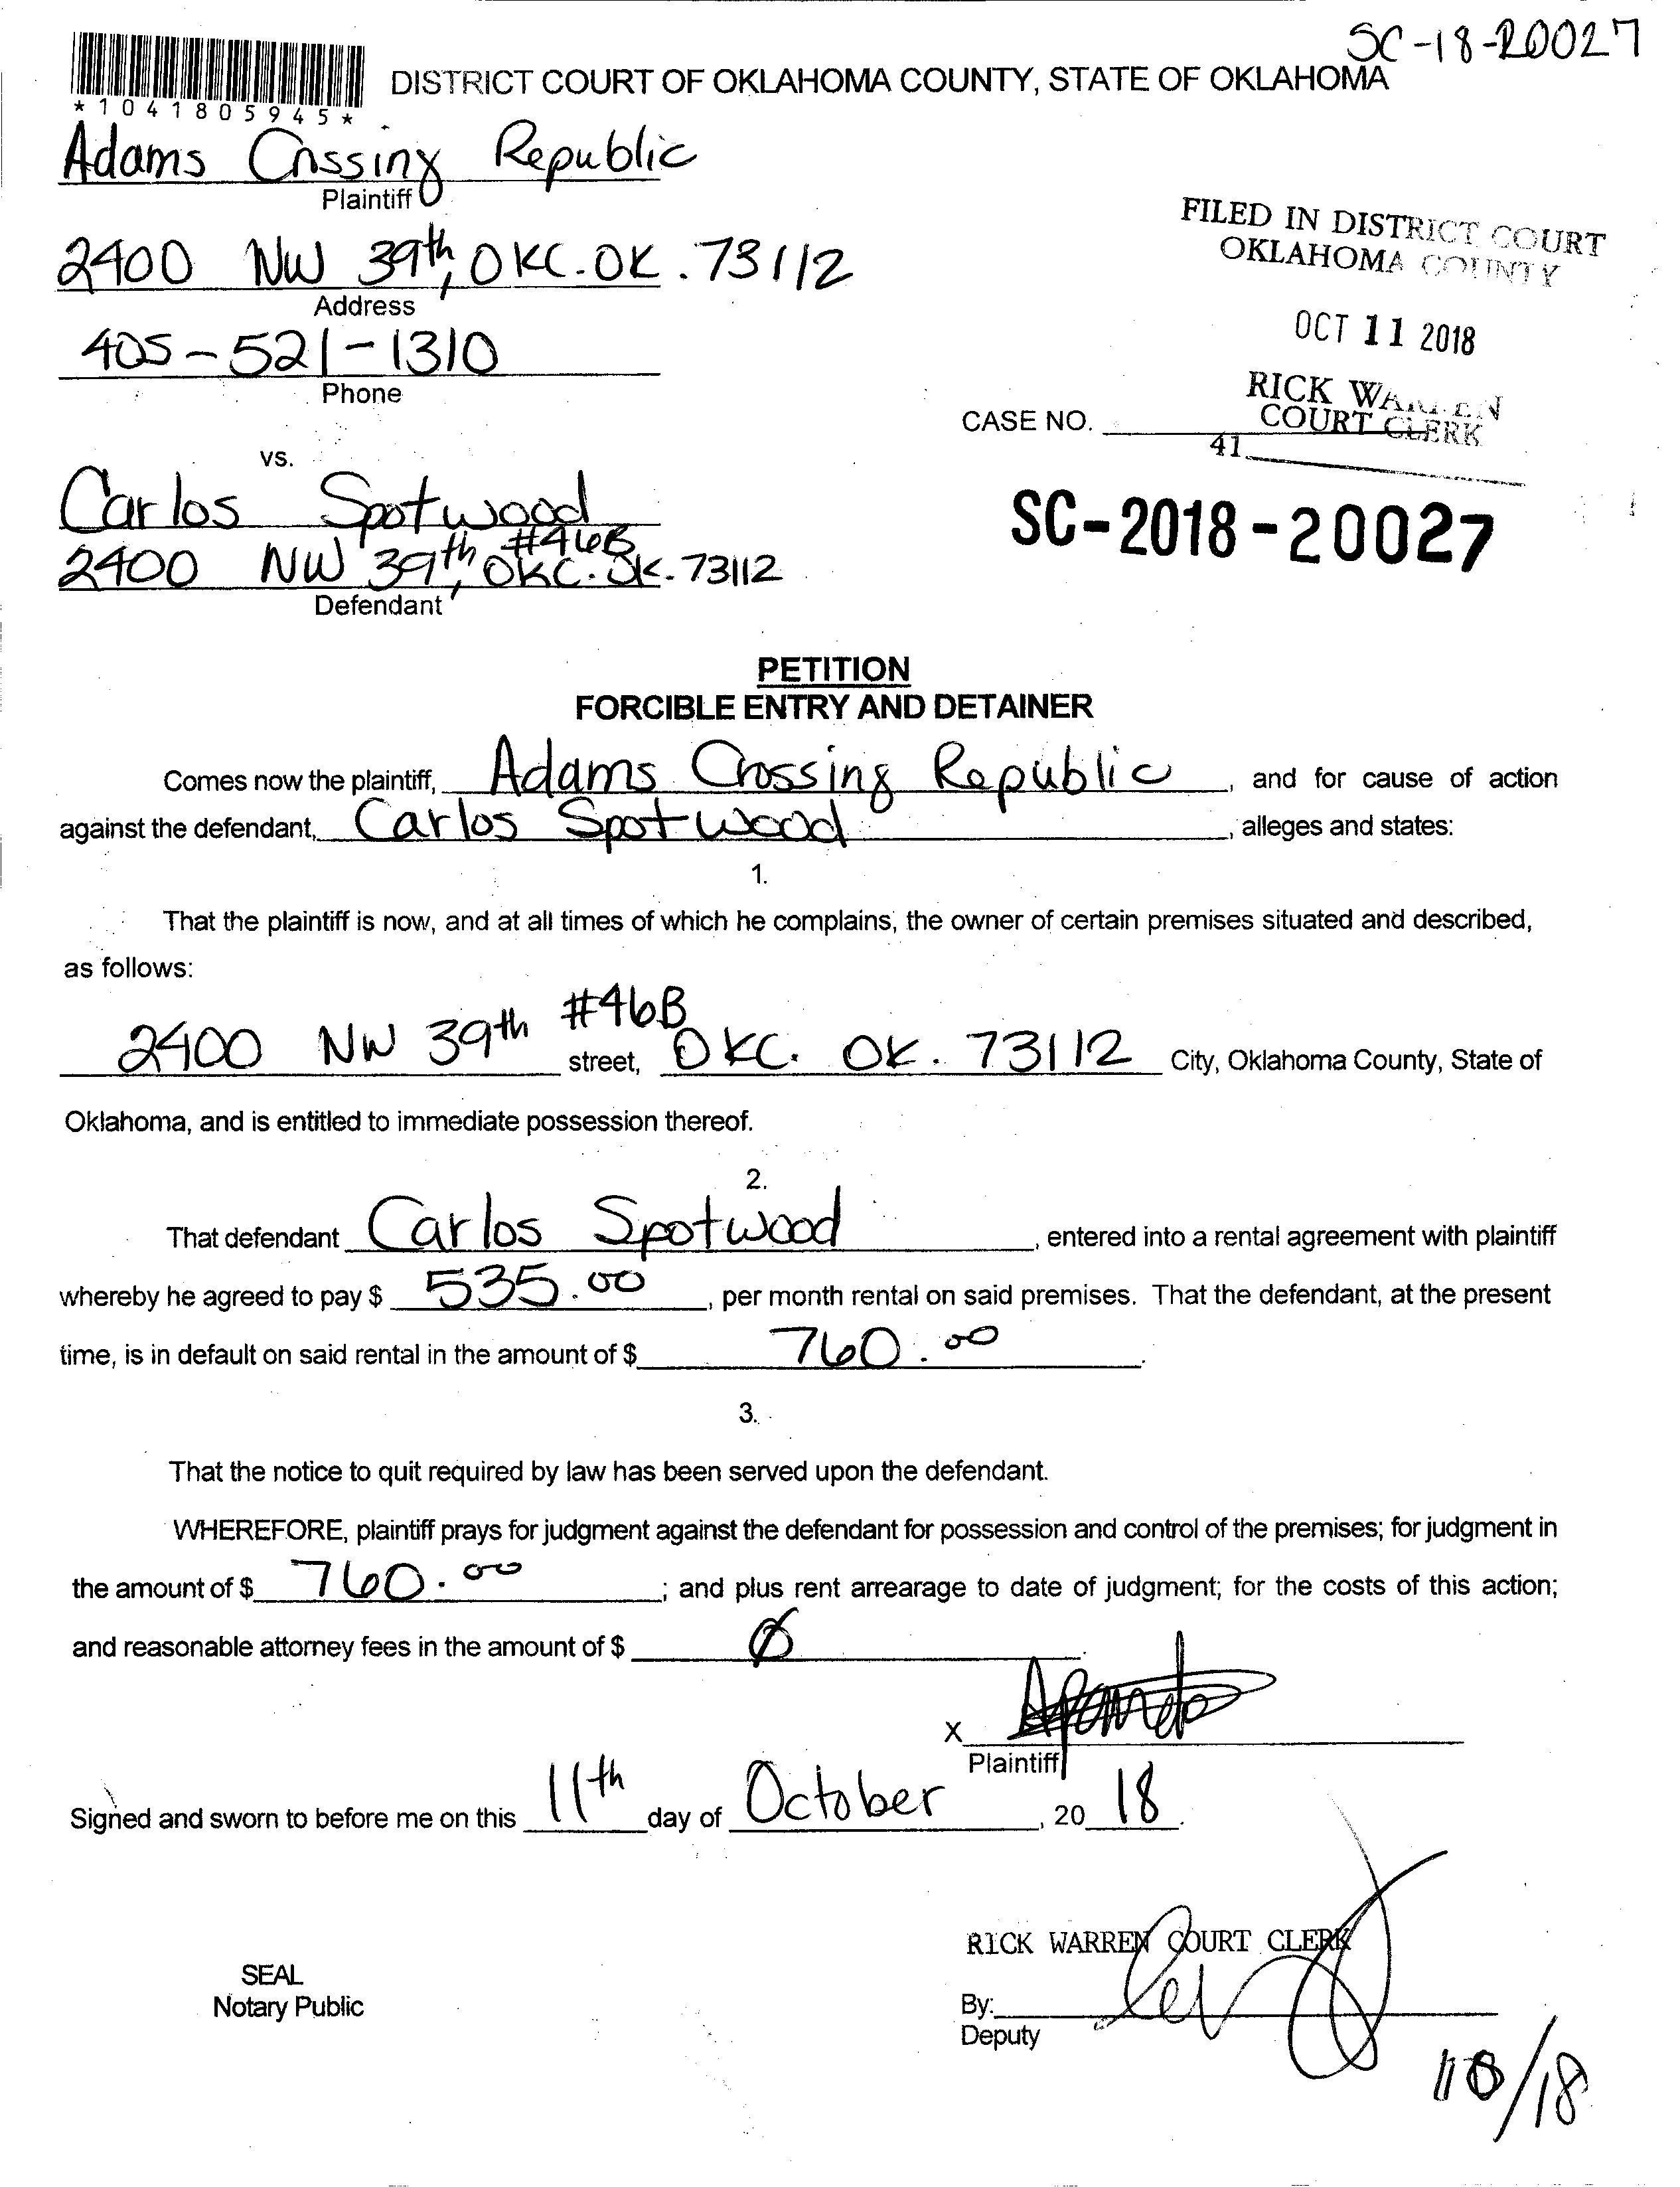 SC-18-20027
*1041805945*
DISTRICT COURT OF OKLAHOMA COUNTY, STATE OF OKLAHOMA
Adams Crossing Republic
Plaintiff
2400 NW 39th, OKC. OK. 73112
Address
405-521-1310
Phone
FILED IN DISTRICT COURT
OKLAHOMA COUNTY
OCT 11 2018
RICK WARREN
COURT CLERK
41
CASE NO.
vs.
Carlos Spotwood
2400 NW 39th, #46B OKC. OK. 73112
Defendant
SC-2018-20027
PETITION
FORCIBLE ENTRY AND DETAINER
Comes now the plaintiff, Adams Crossing Republic, and for cause of action
against the defendant, Carlos Spotwood, alleges and states:
1.
That the plaintiff is now, and at all times of which he complains, the owner of certain premises situated and described,
as follows:
2400 NW 39th #46B street, OKC. OK. 73112 City, Oklahoma County, State of
Oklahoma, and is entitled to immediate possession thereof.
2.
That defendant Carlos Spotwood, entered into a rental agreement with plaintiff
whereby he agreed to pay $ 535.00, per month rental on said premises. That the defendant, at the present
time, is in default on said rental in the amount of $ 760.00.
3.
That the notice to quit required by law has been served upon the defendant.
WHEREFORE, plaintiff prays for judgment against the defendant for possession and control of the premises; for judgment in
the amount of $ 760.00; and plus rent arrearage to date of judgment; for the costs of this action;
and reasonable attorney fees in the amount of $ Ø.
X
Plaintiff
Signed and sworn to before me on this 11th day of October, 2018.
RICK WARREN COURT CLERK
SEAL
Notary Public
By:
Deputy